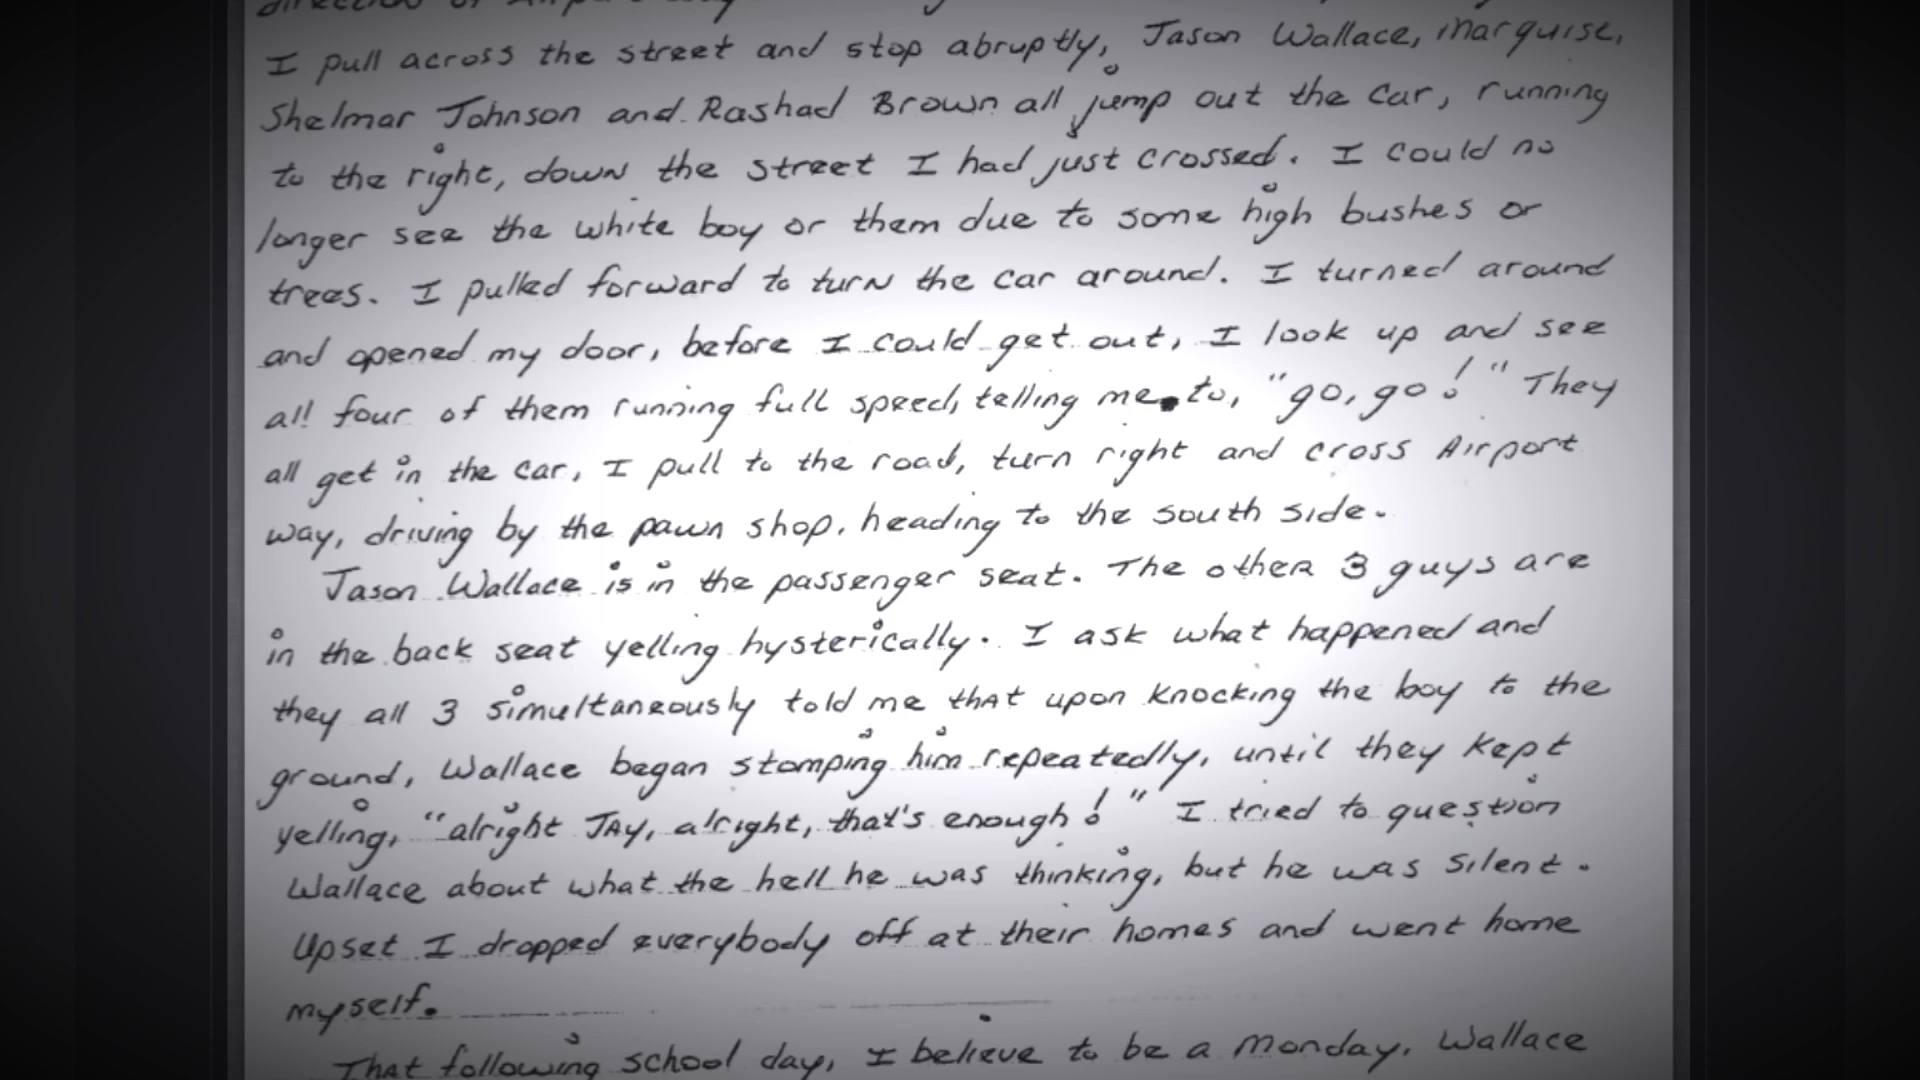 direction of Airport Way
I pull across the street and stop abruptly, Jason Wallace, Marquise,
Shelmar Johnson and Rashad Brown all jump out the car, running
to the right, down the street I had just crossed. I could no
longer see the white boy or them due to some high bushes or
trees. I pulled forward to turn the car around. I turned around
and opened my door, before I could get out, I look up and see
all four of them running full speed, telling me to, "go, go!" They
all get in the car, I pull to the road, turn right and cross Airport
way, driving by the pawn shop, heading to the south side.
Jason Wallace is in the passenger seat. The other 3 guys are
in the back seat yelling hysterically. I ask what happened and
they all 3 simultaneously told me that upon knocking the boy to the
ground, Wallace began stomping him repeatedly, until they kept
yelling, "alright JAY, alright, that's enough!" I tried to question
Wallace about what the hell he was thinking, but he was silent.
Upset I dropped everybody off at their homes and went home
myself.
That following school day, I believe to be a Monday, Wallace